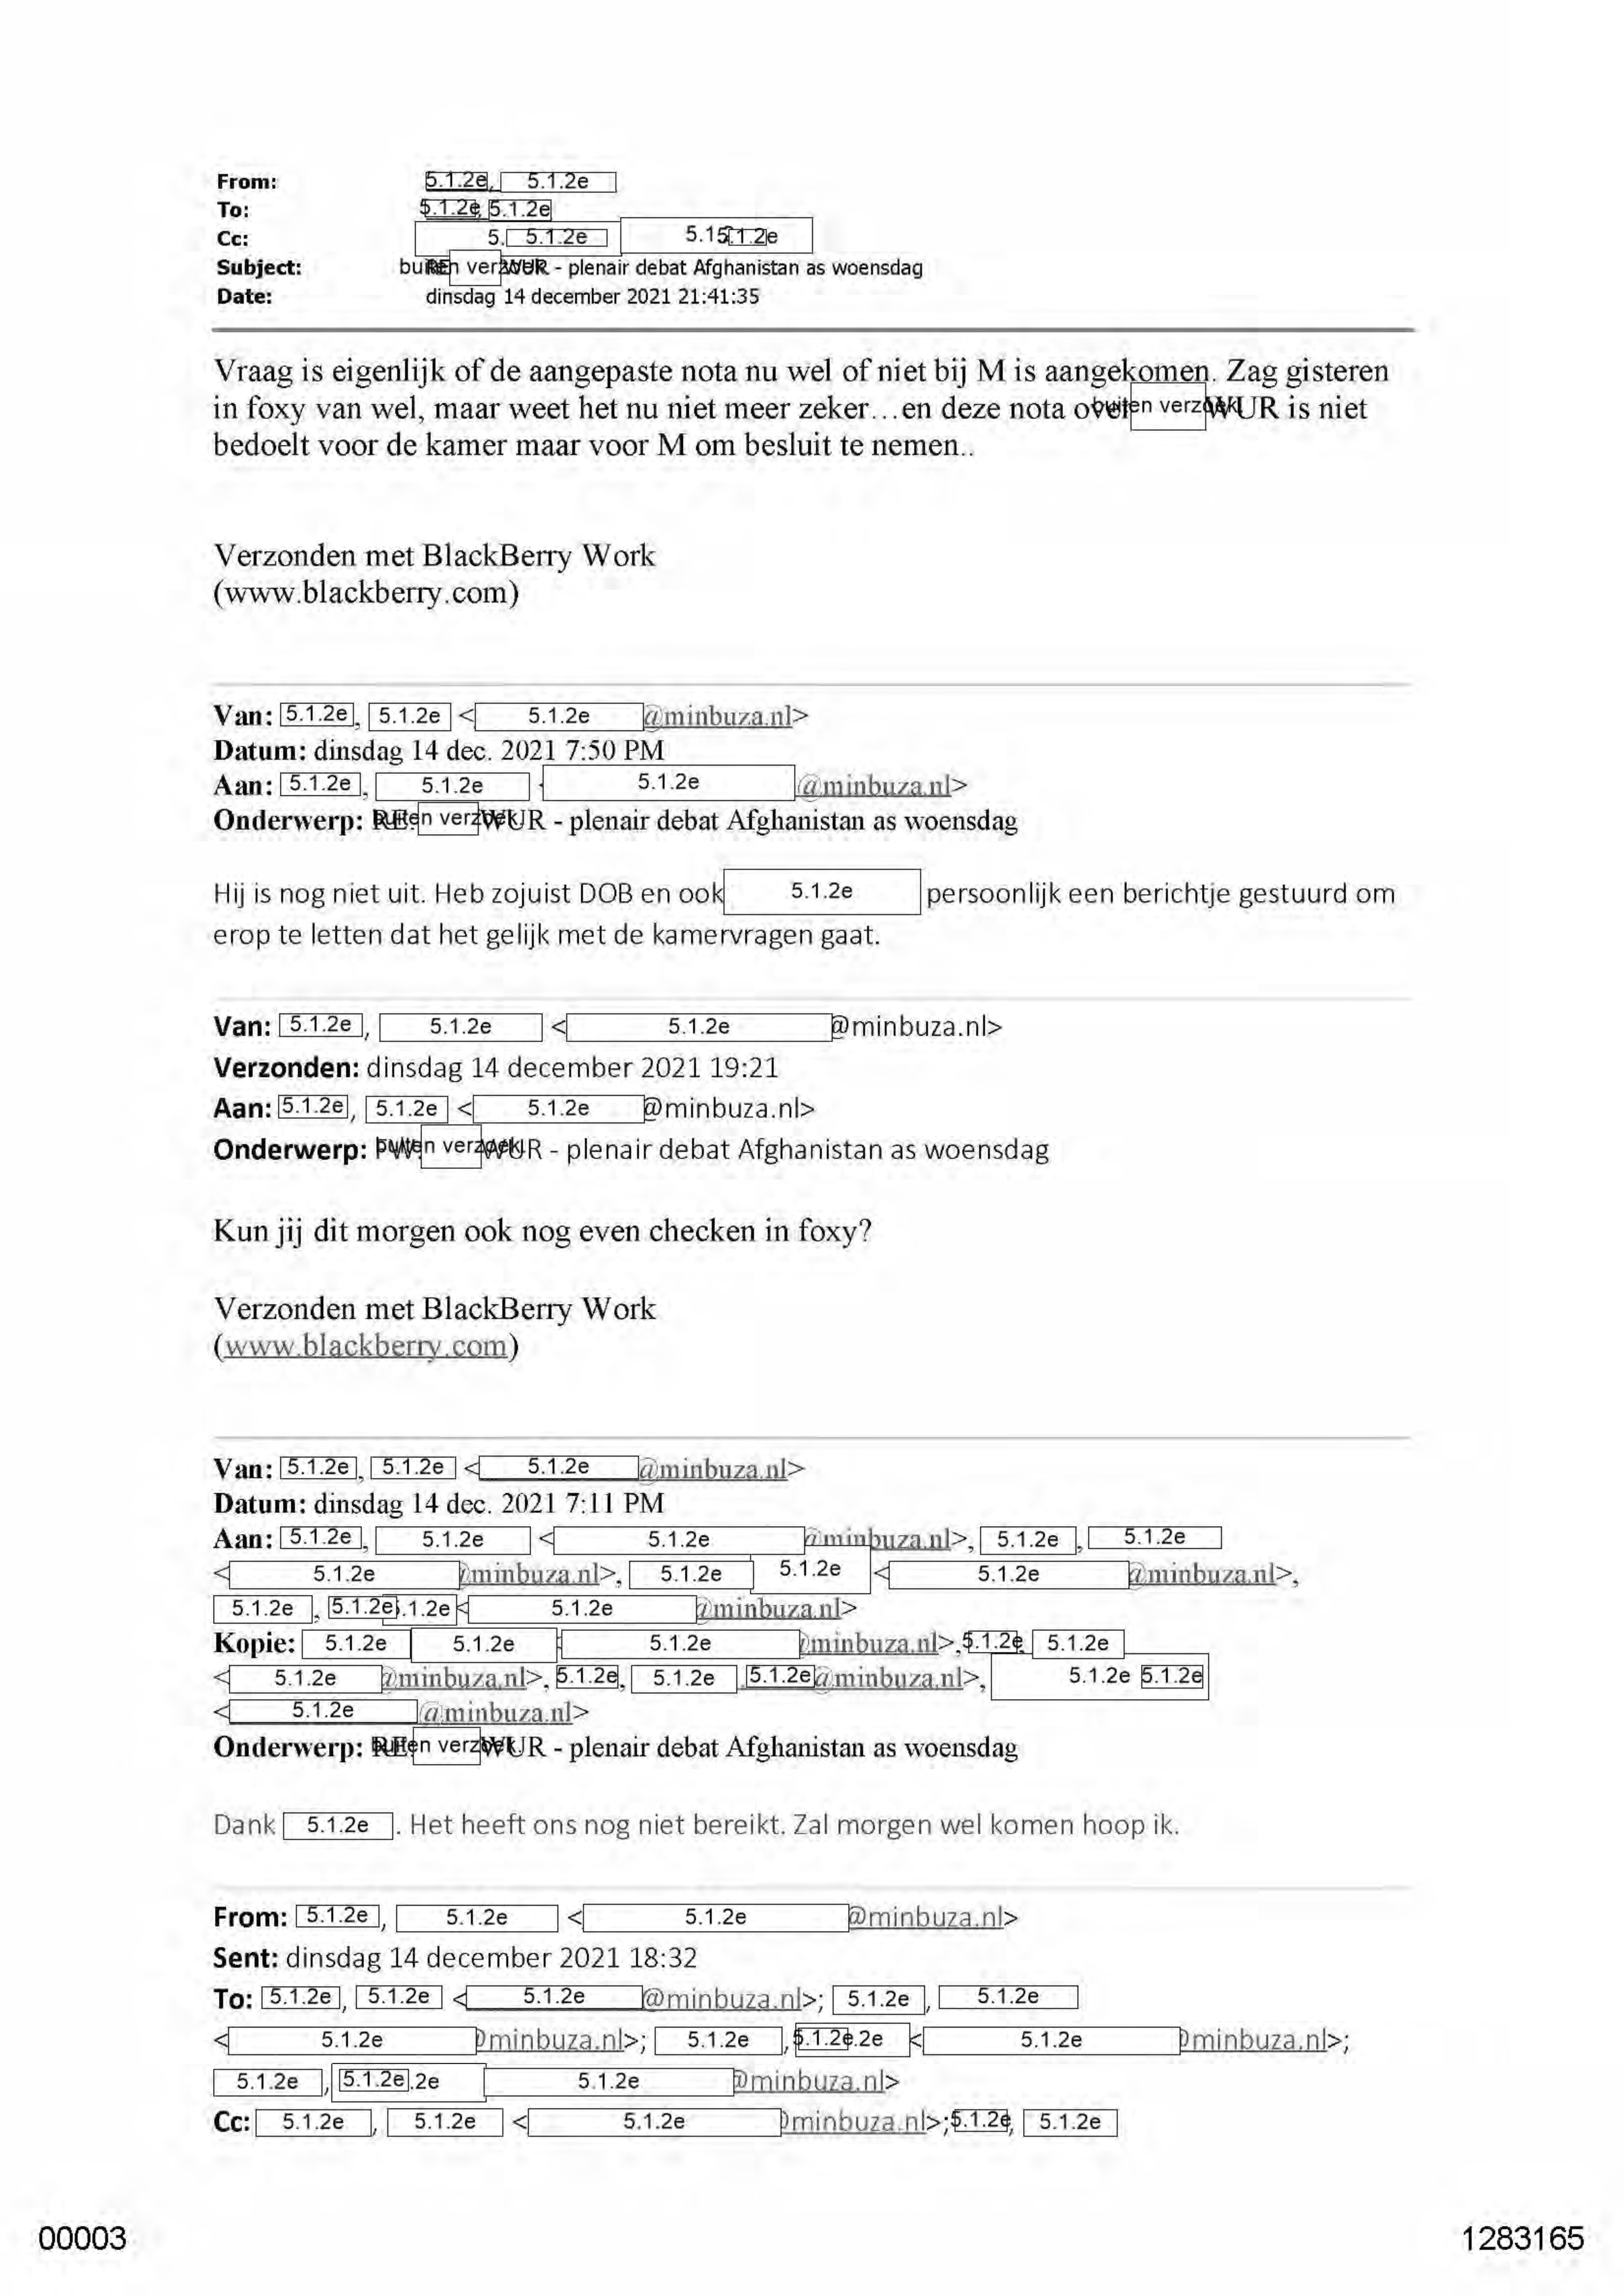 From: 5.1.2e, 5.1.2e
To: 5.1.2e, 5.1.2e
Cc: 5. 5.1.2e 5.1 5.1.2e
Subject: RE: buiten verzoek WUR - plenair debat Afghanistan as woensdag
Date: dinsdag 14 december 2021 21:41:35
Vraag is eigenlijk of de aangepaste nota nu wel of niet bij M is aangekomen. Zag gisteren
in foxy van wel, maar weet het nu niet meer zeker...en deze nota over buiten verzoek WUR is niet
bedoelt voor de kamer maar voor M om besluit te nemen..
Verzonden met BlackBerry Work
(www.blackberry.com)
Van: 5.1.2e, 5.1.2e < 5.1.2e @minbuza.nl>
Datum: dinsdag 14 dec. 2021 7:50 PM
Aan: 5.1.2e, 5.1.2e 5.1.2e @minbuza.nl>
Onderwerp: RE: buiten verzoek WUR - plenair debat Afghanistan as woensdag
Hij is nog niet uit. Heb zojuist DOB en ook 5.1.2e persoonlijk een berichtje gestuurd om
erop te letten dat het gelijk met de kamervragen gaat.
Van: 5.1.2e, 5.1.2e < 5.1.2e @minbuza.nl>
Verzonden: dinsdag 14 december 2021 19:21
Aan: 5.1.2e, 5.1.2e < 5.1.2e @minbuza.nl>
Onderwerp: FW: buiten verzoek WUR - plenair debat Afghanistan as woensdag
Kun jij dit morgen ook nog even checken in foxy?
Verzonden met BlackBerry Work
(www.blackberry.com)
Van: 5.1.2e, 5.1.2e < 5.1.2e @minbuza.nl>
Datum: dinsdag 14 dec. 2021 7:11 PM
Aan: 5.1.2e, 5.1.2e < 5.1.2e @minbuza.nl>, 5.1.2e, 5.1.2e
< 5.1.2e @minbuza.nl>, 5.1.2e 5.1.2e < 5.1.2e @minbuza.nl>,
5.1.2e, 5.1.2e 5.1.2e < 5.1.2e @minbuza.nl>
Kopie: 5.1.2e 5.1.2e 5.1.2e @minbuza.nl>, 5.1.2e, 5.1.2e
< 5.1.2e @minbuza.nl>, 5.1.2e, 5.1.2e 5.1.2e @minbuza.nl>, 5.1.2e 5.1.2e
< 5.1.2e @minbuza.nl>
Onderwerp: RE: buiten verzoek WUR - plenair debat Afghanistan as woensdag
Dank 5.1.2e. Het heeft ons nog niet bereikt. Zal morgen wel komen hoop ik.
From: 5.1.2e, 5.1.2e < 5.1.2e @minbuza.nl>
Sent: dinsdag 14 december 2021 18:32
To: 5.1.2e, 5.1.2e < 5.1.2e @minbuza.nl>; 5.1.2e, 5.1.2e
< 5.1.2e @minbuza.nl>; 5.1.2e, 5.1.2e.2e < 5.1.2e @minbuza.nl>;
5.1.2e, 5.1.2e.2e 5.1.2e @minbuza.nl>
Cc: 5.1.2e, 5.1.2e < 5.1.2e @minbuza.nl>; 5.1.2e, 5.1.2e
00003
1283165